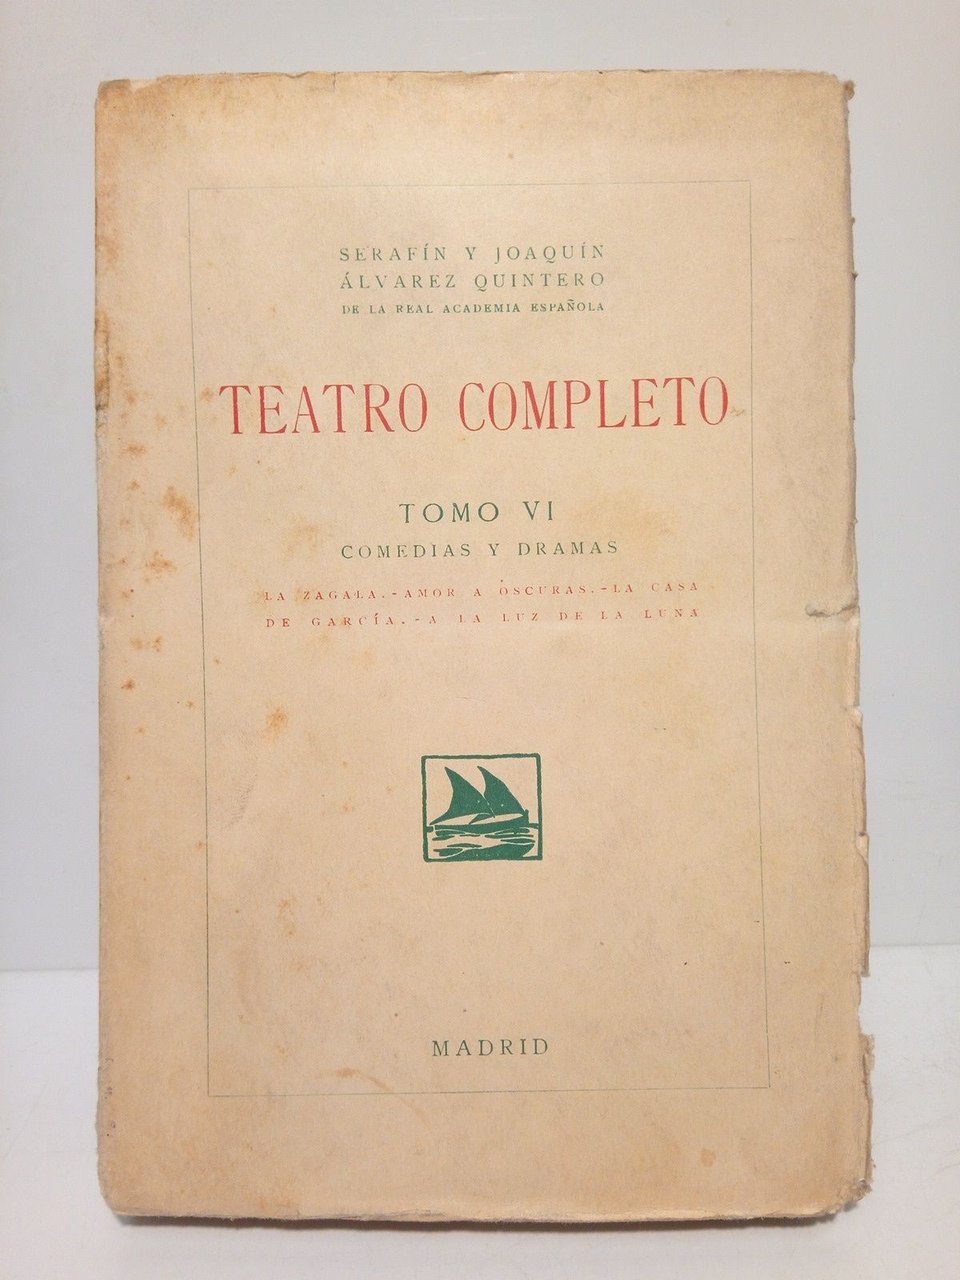 SERAFÍN Y JOAQUÍN
ÁLVAREZ QUINTERO
DE LA REAL ACADEMIA ESPAÑOLA
TEATRO COMPLETO
TOMO VI
COMEDIAS Y DRAMAS
LA ZAGALA.-AMOR A OSCURAS.-LA CASA
DE GARCÍA.-A LA LUZ DE LA LUNA
MADRID